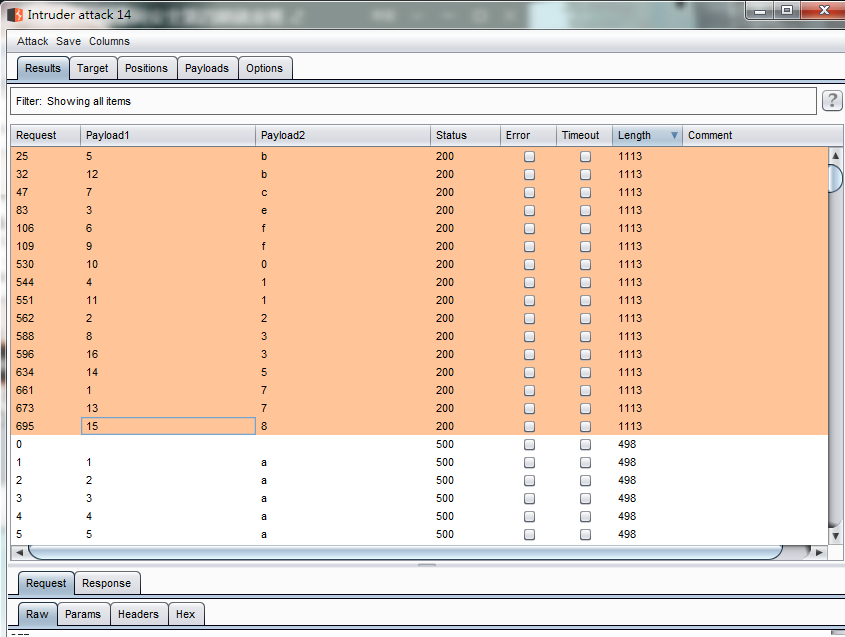 Intruder attack 14
Attack Save Columns
Results Target Positions Payloads Options
Filter: Showing all items ?
Request Payload1 Payload2 Status Error Timeout Length Comment
25 5 b 200 1113
32 12 b 200 1113
47 7 c 200 1113
83 3 e 200 1113
106 6 f 200 1113
109 9 f 200 1113
530 10 0 200 1113
544 4 1 200 1113
551 11 1 200 1113
562 2 2 200 1113
588 8 3 200 1113
596 16 3 200 1113
634 14 5 200 1113
661 1 7 200 1113
673 13 7 200 1113
695 15 8 200 1113
0 500 498
1 1 a 500 498
2 2 a 500 498
3 3 a 500 498
4 4 a 500 498
5 5 a 500 498
Request Response
Raw Params Headers Hex